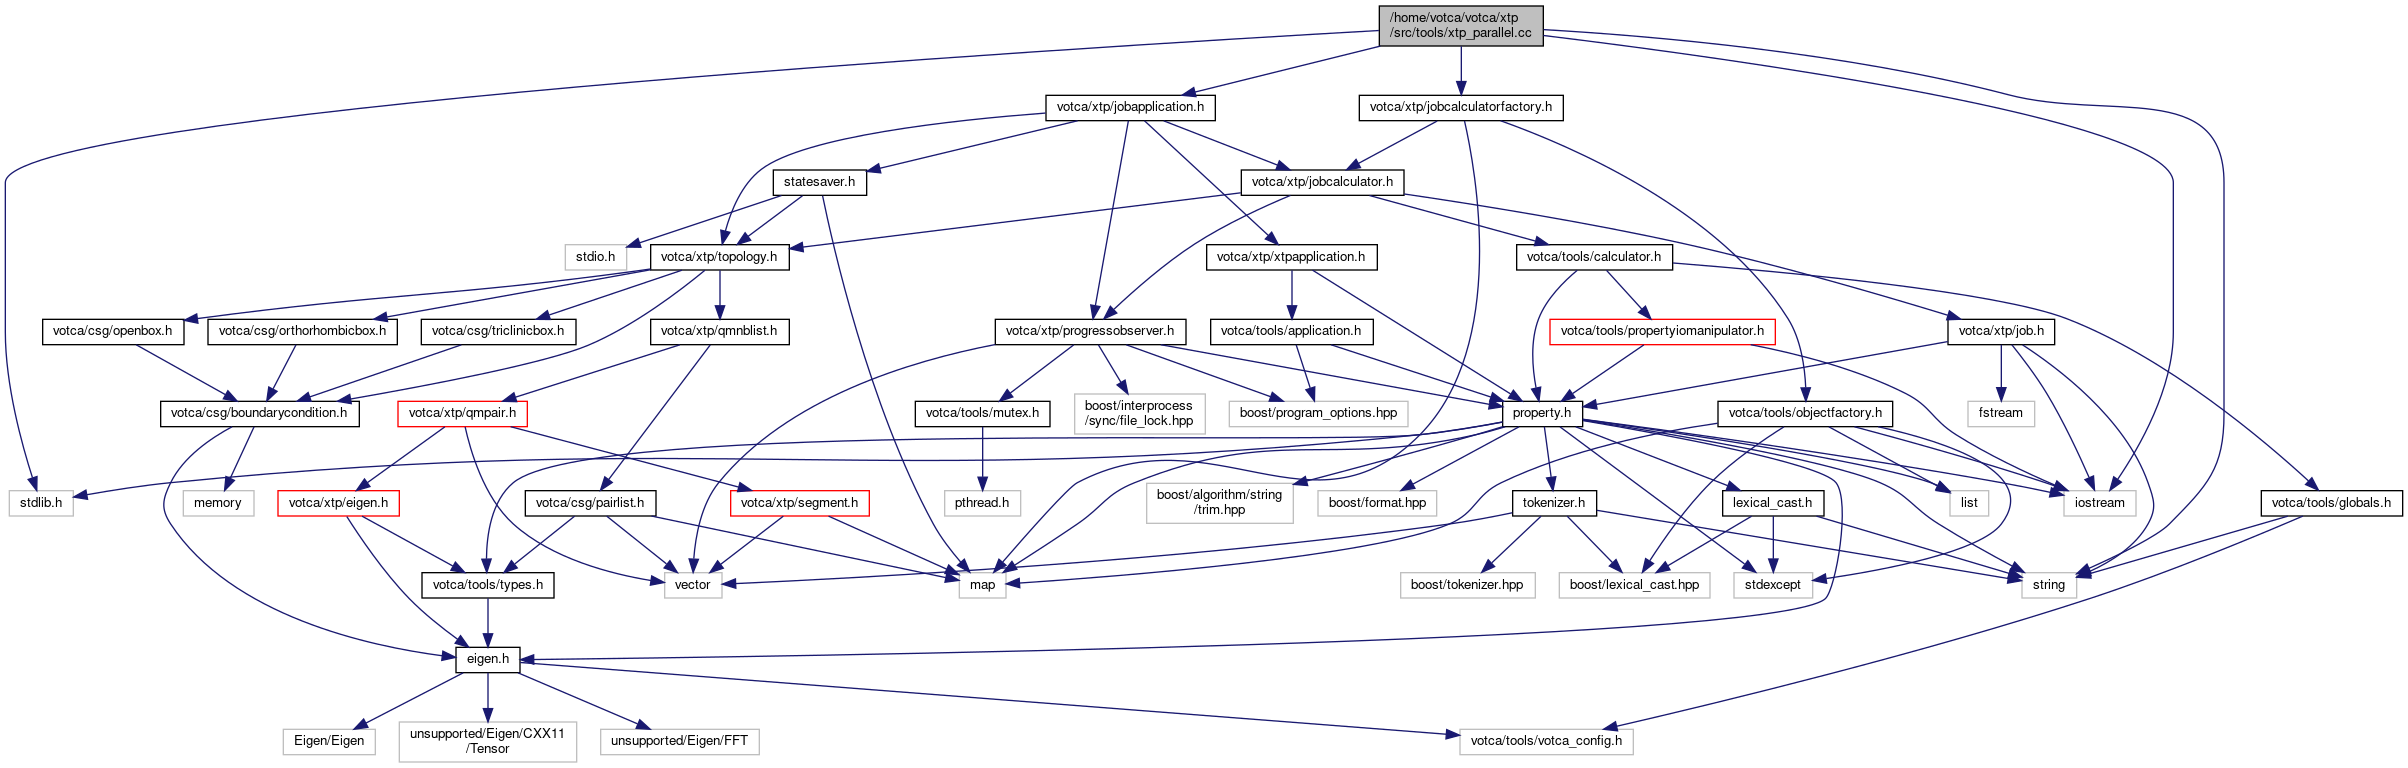 /home/votca/votca/xtp
/src/tools/xtp_parallel.cc
votca/xtp/jobapplication.h
votca/xtp/jobcalculatorfactory.h
statesaver.h
votca/xtp/jobcalculator.h
stdio.h
votca/xtp/topology.h
votca/xtp/xtpapplication.h
votca/tools/calculator.h
votca/csg/openbox.h
votca/csg/orthorhombicbox.h
votca/csg/triclinicbox.h
votca/xtp/qmnblist.h
votca/xtp/progressobserver.h
votca/tools/application.h
votca/tools/propertyiomanipulator.h
votca/xtp/job.h
votca/csg/boundarycondition.h
votca/xtp/qmpair.h
votca/tools/mutex.h
boost/interprocess
/sync/file_lock.hpp
boost/program_options.hpp
property.h
votca/tools/objectfactory.h
fstream
stdlib.h
memory
votca/xtp/eigen.h
votca/csg/pairlist.h
votca/xtp/segment.h
pthread.h
boost/algorithm/string
/trim.hpp
boost/format.hpp
tokenizer.h
lexical_cast.h
list
iostream
votca/tools/globals.h
votca/tools/types.h
vector
map
boost/tokenizer.hpp
boost/lexical_cast.hpp
stdexcept
string
eigen.h
Eigen/Eigen
unsupported/Eigen/CXX11
/Tensor
unsupported/Eigen/FFT
votca/tools/votca_config.h